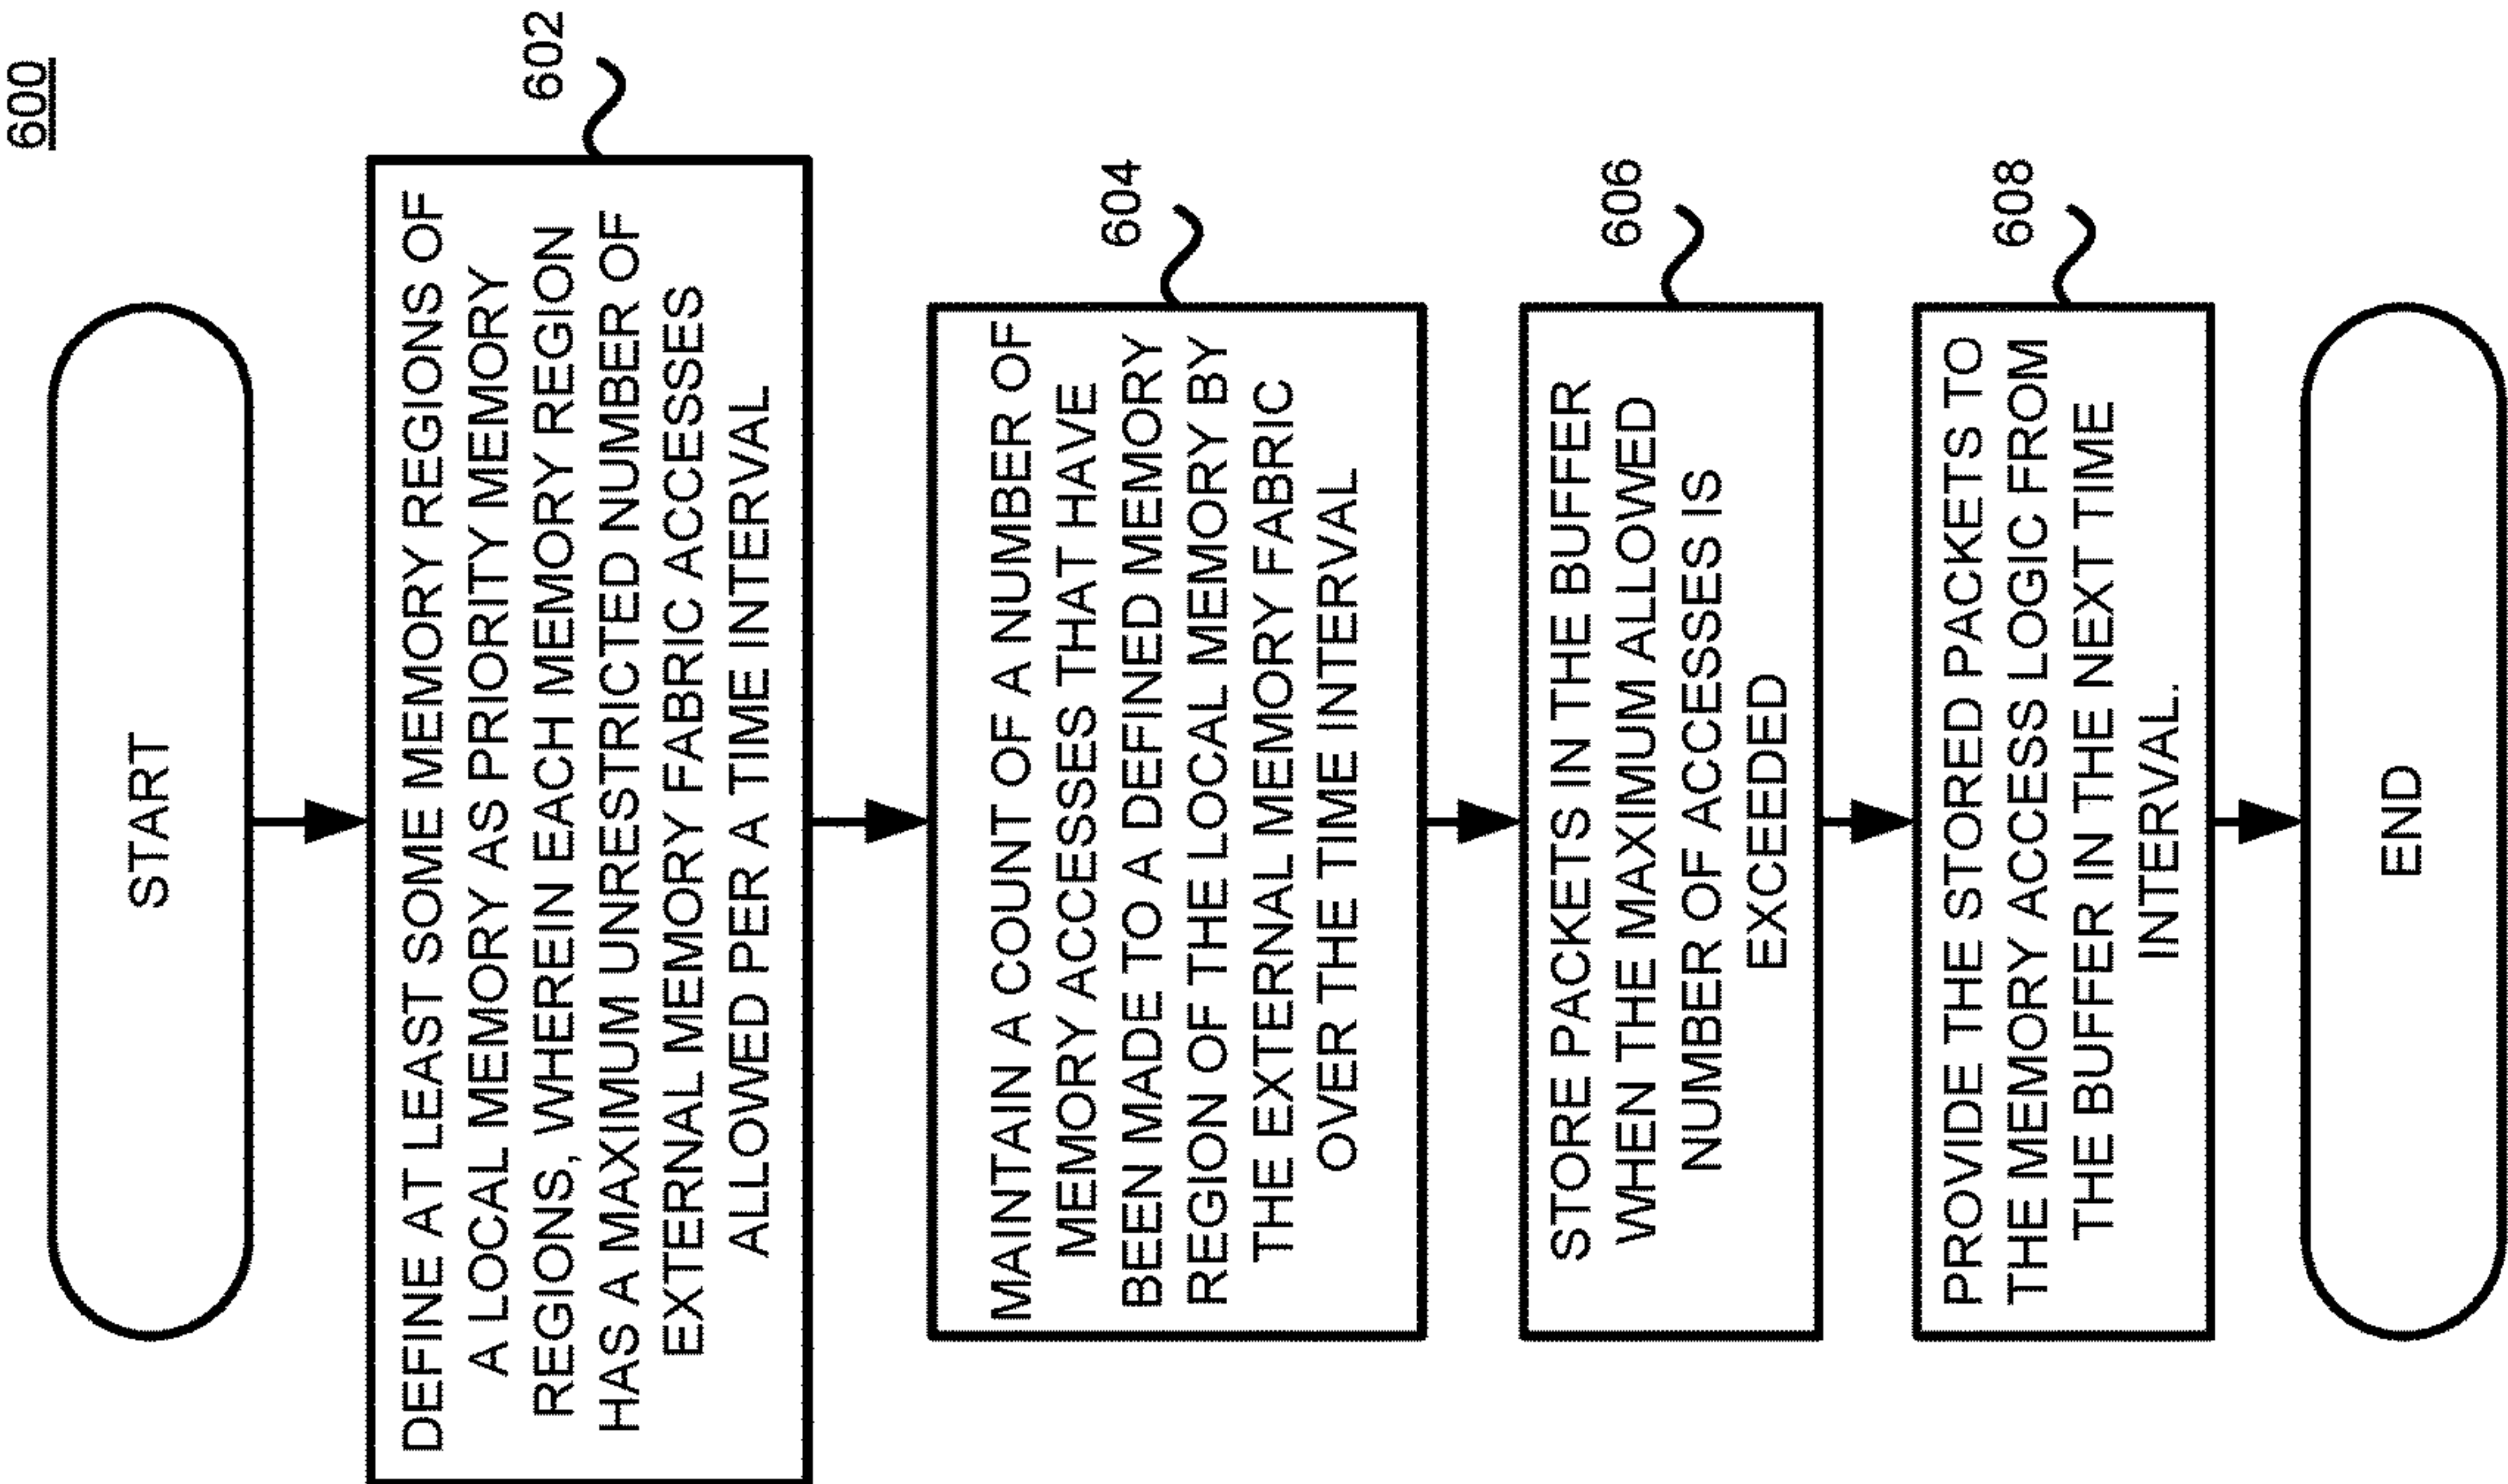 600
START
DEFINE AT LEAST SOME MEMORY REGIONS OF
A LOCAL MEMORY AS PRIORITY MEMORY
REGIONS, WHEREIN EACH MEMORY REGION
HAS A MAXIMUM UNRESTRICTED NUMBER OF
EXTERNAL MEMORY FABRIC ACCESSES
ALLOWED PER A TIME INTERVAL
602
MAINTAIN A COUNT OF A NUMBER OF
MEMORY ACCESSES THAT HAVE
BEEN MADE TO A DEFINED MEMORY
REGION OF THE LOCAL MEMORY BY
THE EXTERNAL MEMORY FABRIC
OVER THE TIME INTERVAL
604
STORE PACKETS IN THE BUFFER
WHEN THE MAXIMUM ALLOWED
NUMBER OF ACCESSES IS
EXCEEDED
606
PROVIDE THE STORED PACKETS TO
THE MEMORY ACCESS LOGIC FROM
THE BUFFER IN THE NEXT TIME
INTERVAL.
608
END